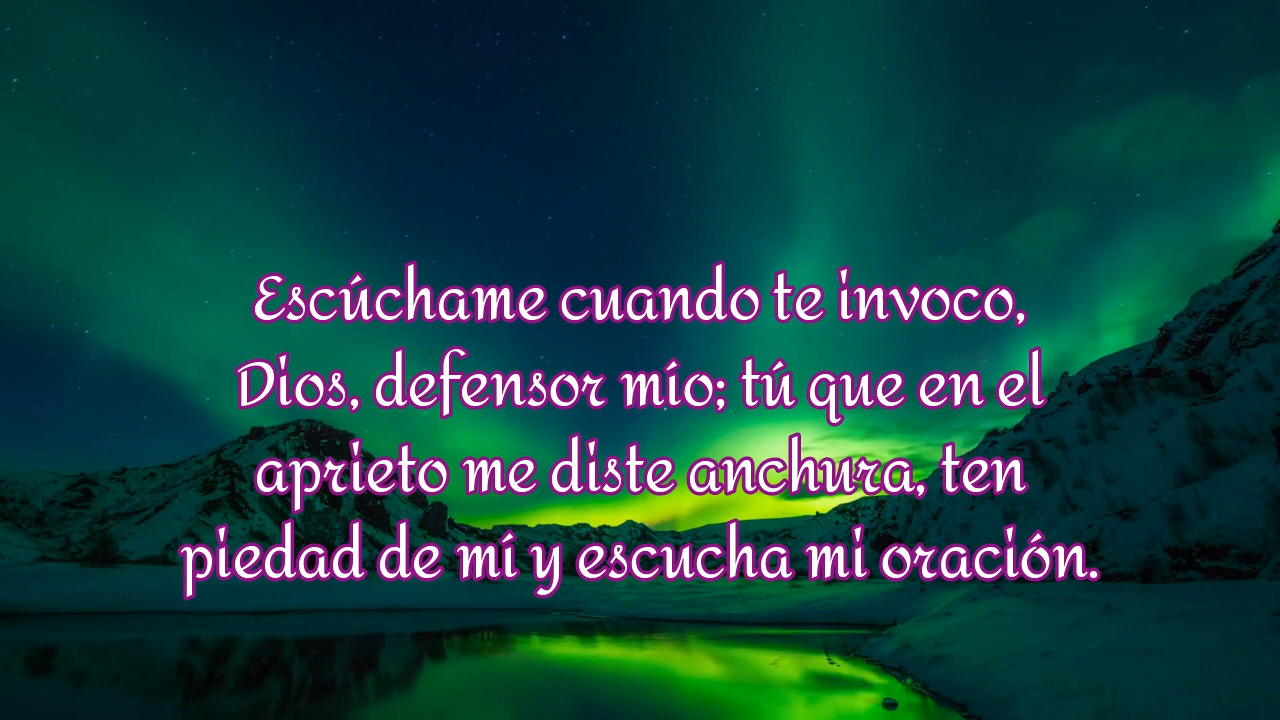 Escúchame cuando te invoco,
Dios, defensor mío; tú que en el
aprieto me diste anchura, ten
piedad de mí y escucha mi oración.